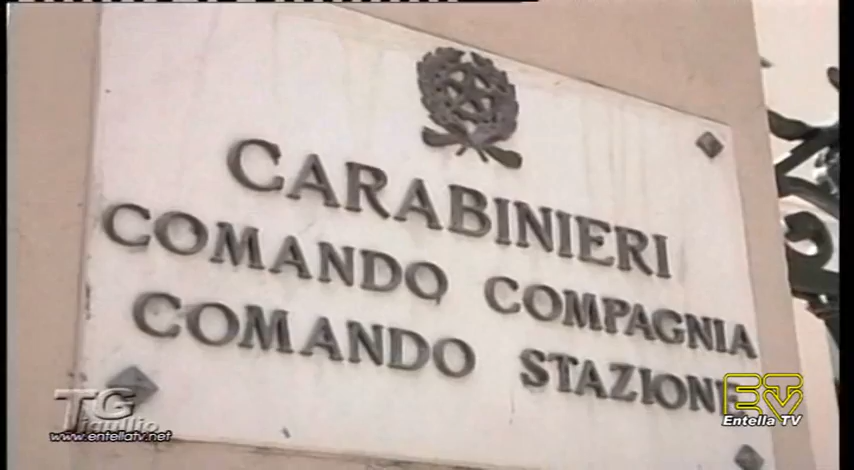 CARABINIERI
COMANDO COMPAGNIA
COMANDO STAZIONE
TG
Tigullio
www.entellatv.net
ETV
Entella TV